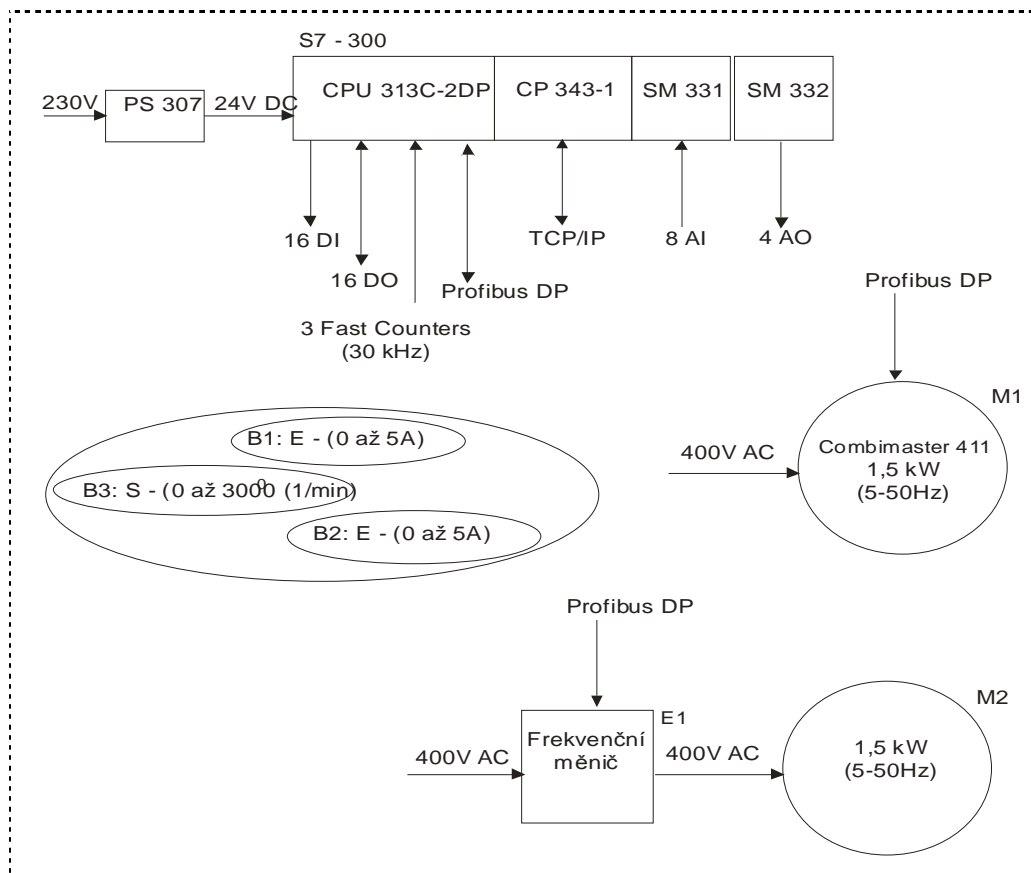 S7 - 300
230V
PS 307
24V DC
CPU 313C-2DP
CP 343-1
SM 331
SM 332
16 DI
16 DO
3 Fast Counters
(30 kHz)
Profibus DP
TCP/IP
8 AI
4 AO
Profibus DP
M1
400V AC
Combimaster 411
1,5 kW
(5-50Hz)
B1: E - (0 až 5A)
B3: S - (0 až 3000 (1/min)
B2: E - (0 až 5A)
Profibus DP
E1
400V AC
Frekvenční
měnič
400V AC
M2
1,5 kW
(5-50Hz)